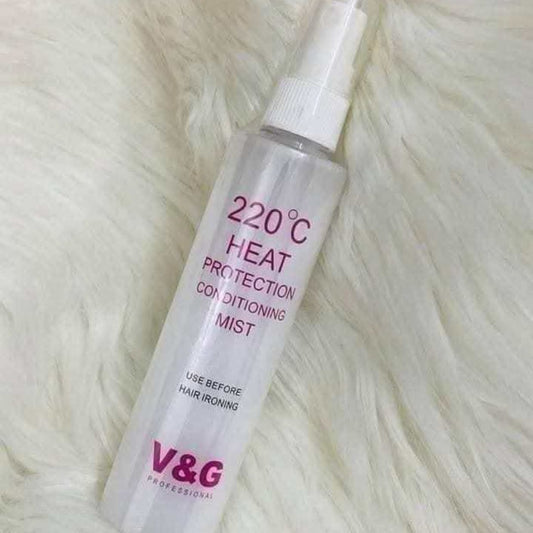 220°C
HEAT
PROTECTION
CONDITIONING
MIST
USE BEFORE
HAIR IRONING
V&G
PROFESSIONAL